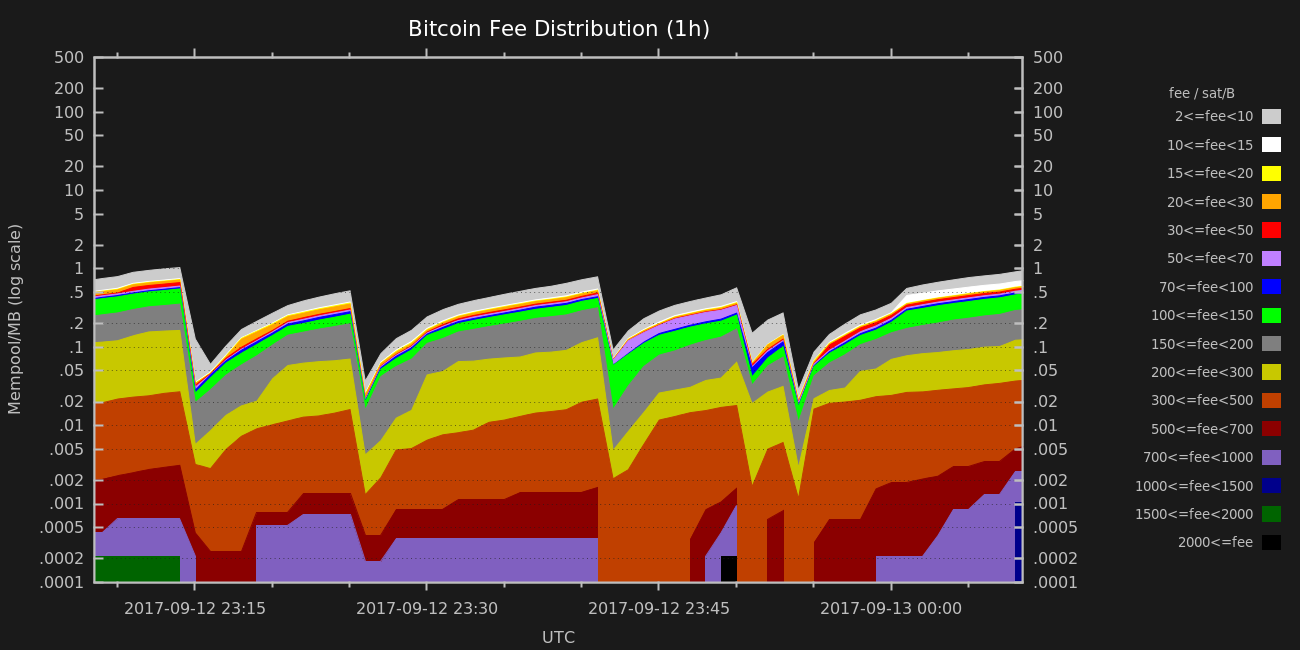 Bitcoin Fee Distribution (1h)
500 500
200 200
100 100
50 50
20 20
10 10
5 5
2 2
1 1
.5 .5
.2 .2
.1 .1
.05 .05
.02 .02
.01 .01
.005 .005
.002 .002
.001 .001
.0005 .0005
.0002 .0002
.0001 .0001
Mempool/MB (log scale)
2017-09-12 23:15 2017-09-12 23:30 2017-09-12 23:45 2017-09-13 00:00
UTC
fee / sat/B
2<=fee<10
10<=fee<15
15<=fee<20
20<=fee<30
30<=fee<50
50<=fee<70
70<=fee<100
100<=fee<150
150<=fee<200
200<=fee<300
300<=fee<500
500<=fee<700
700<=fee<1000
1000<=fee<1500
1500<=fee<2000
2000<=fee